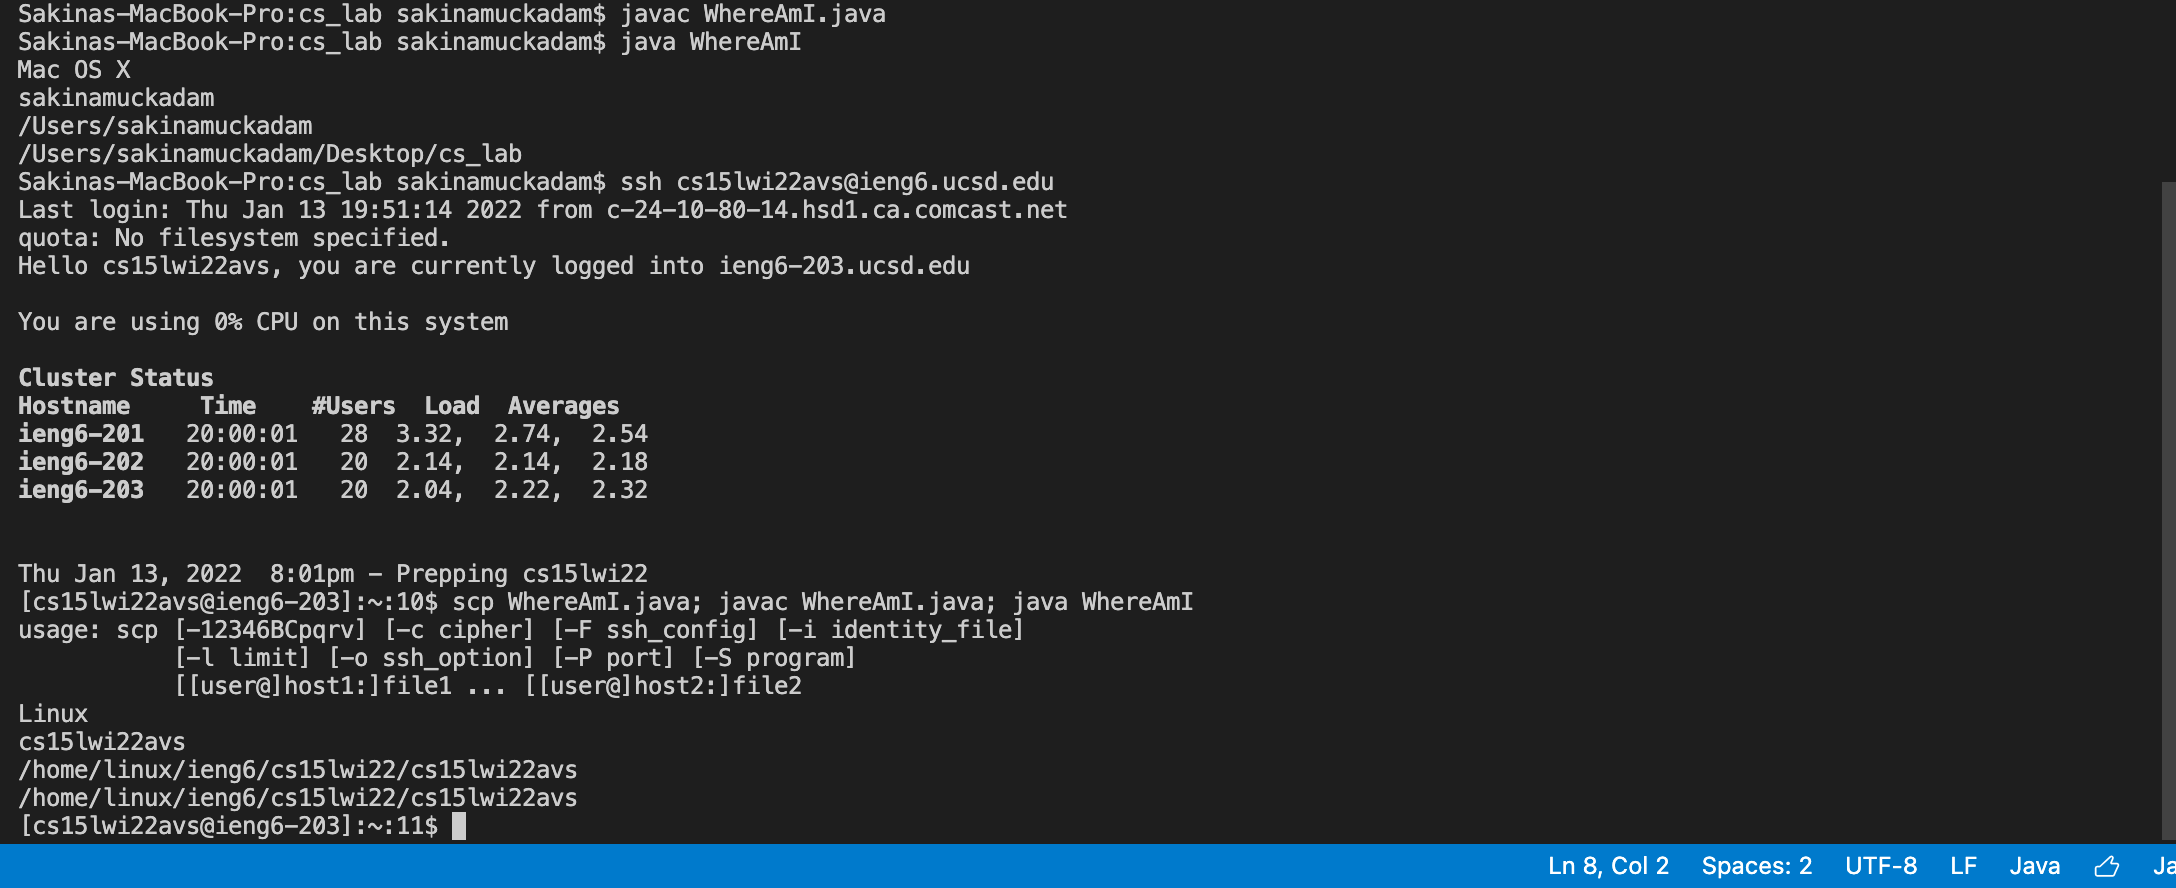 Sakinas-MacBook-Pro:cs_lab sakinamuckadam$ javac WhereAmI.java
Sakinas-MacBook-Pro:cs_lab sakinamuckadam$ java WhereAmI
Mac OS X
sakinamuckadam
/Users/sakinamuckadam
/Users/sakinamuckadam/Desktop/cs_lab
Sakinas-MacBook-Pro:cs_lab sakinamuckadam$ ssh cs15lwi22avs@ieng6.ucsd.edu
Last login: Thu Jan 13 19:51:14 2022 from c-24-10-80-14.hsd1.ca.comcast.net
quota: No filesystem specified.
Hello cs15lwi22avs, you are currently logged into ieng6-203.ucsd.edu
You are using 0% CPU on this system
Cluster Status
Hostname     Time    #Users  Load  Averages
ieng6-201   20:00:01   28  3.32,  2.74,  2.54
ieng6-202   20:00:01   20  2.14,  2.14,  2.18
ieng6-203   20:00:01   20  2.04,  2.22,  2.32
Thu Jan 13, 2022  8:01pm - Prepping cs15lwi22
[cs15lwi22avs@ieng6-203]:~:10$ scp WhereAmI.java; javac WhereAmI.java; java WhereAmI
usage: scp [-12346BCpqrv] [-c cipher] [-F ssh_config] [-i identity_file]
[-l limit] [-o ssh_option] [-P port] [-S program]
[[user@]host1:]file1 ... [[user@]host2:]file2
Linux
cs15lwi22avs
/home/linux/ieng6/cs15lwi22/cs15lwi22avs
/home/linux/ieng6/cs15lwi22/cs15lwi22avs
[cs15lwi22avs@ieng6-203]:~:11$
Ln 8, Col 2 Spaces: 2 UTF-8 LF Java Ja